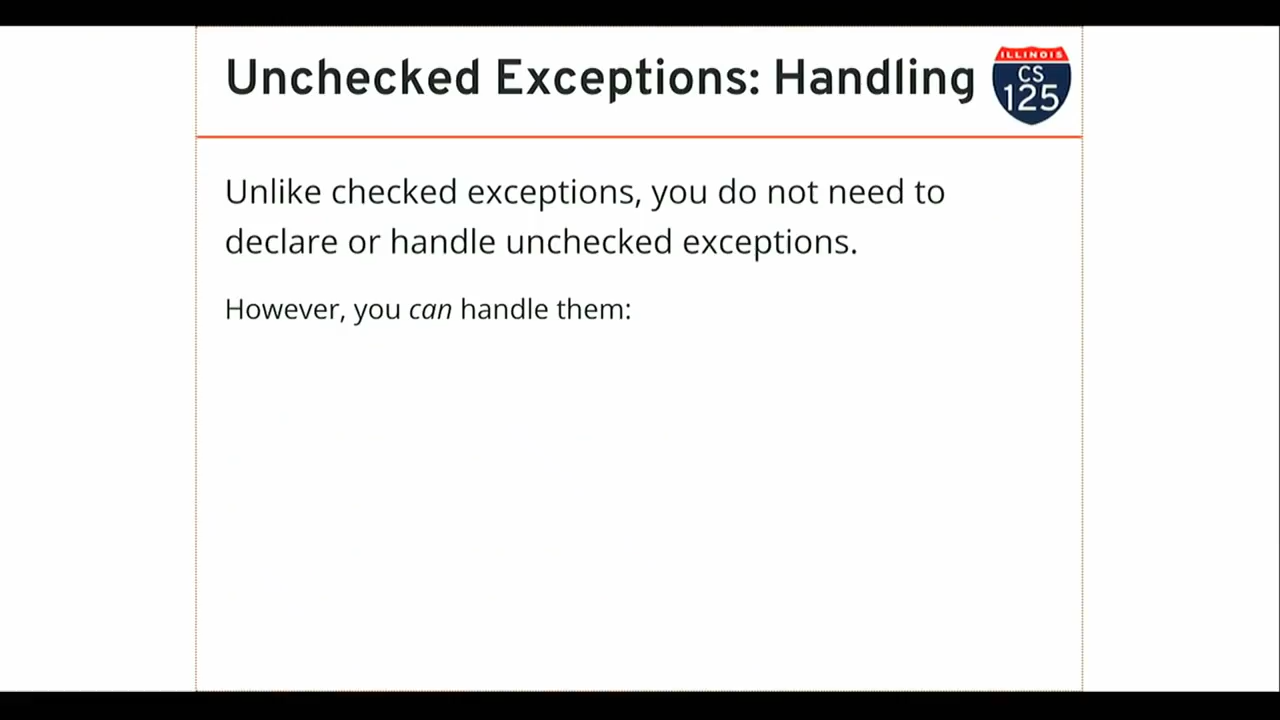 Unchecked Exceptions: Handling
ILLINOIS
CS
125
Unlike checked exceptions, you do not need to
declare or handle unchecked exceptions.
However, you can handle them: